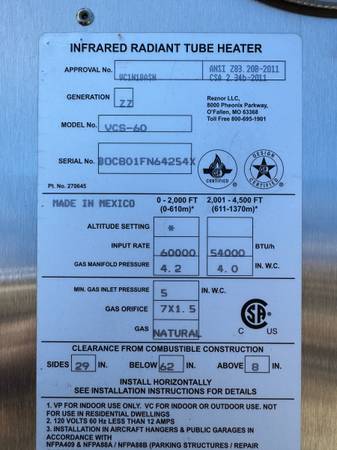 INFRARED RADIANT TUBE HEATER
APPROVAL No. VC1N18ASN ANSI Z83.20B-2011
CSA 2.34b-2011
GENERATION ZZ
Reznor LLC,
8000 Pheonix Parkway,
O'Fallen, MO 63368
Toll Free 800-695-1901
MODEL No. VCS-60
SERIAL No. BOCB01FN64254X
DESIGN CERTIFIED
CERTIFIED
Pt. No. 270645
MADE IN MEXICO
0 - 2,000 FT 2,001 - 4,500 FT
(0-610m)* (611-1370m)*
ALTITUDE SETTING *
INPUT RATE 60000 54000 BTU/h
GAS MANIFOLD PRESSURE 4.2 4.0 IN. W.C.
MIN. GAS INLET PRESSURE 5 IN. W.C.
GAS ORIFICE 7X1.5
GAS NATURAL
C US
CLEARANCE FROM COMBUSTIBLE CONSTRUCTION
SIDES 29 IN. BELOW 62 IN. ABOVE 8 IN.
INSTALL HORIZONTALLY
SEE INSTALLATION INSTRUCTIONS FOR DETAILS
1. VP FOR INDOOR USE ONLY. VC FOR INDOOR OR OUTDOOR USE. NOT
FOR USE IN RESIDENTIAL DWELLINGS
2. 120 VOLTS 60 Hz LESS THAN 12 AMPS
3. INSTALLATION IN AIRCRAFT HANGERS & PUBLIC GARAGES IN
ACCORDANCE WITH
NFPA409 & NFPA88A / NFPA88B (PARKING STRUCTURES / REPAIR